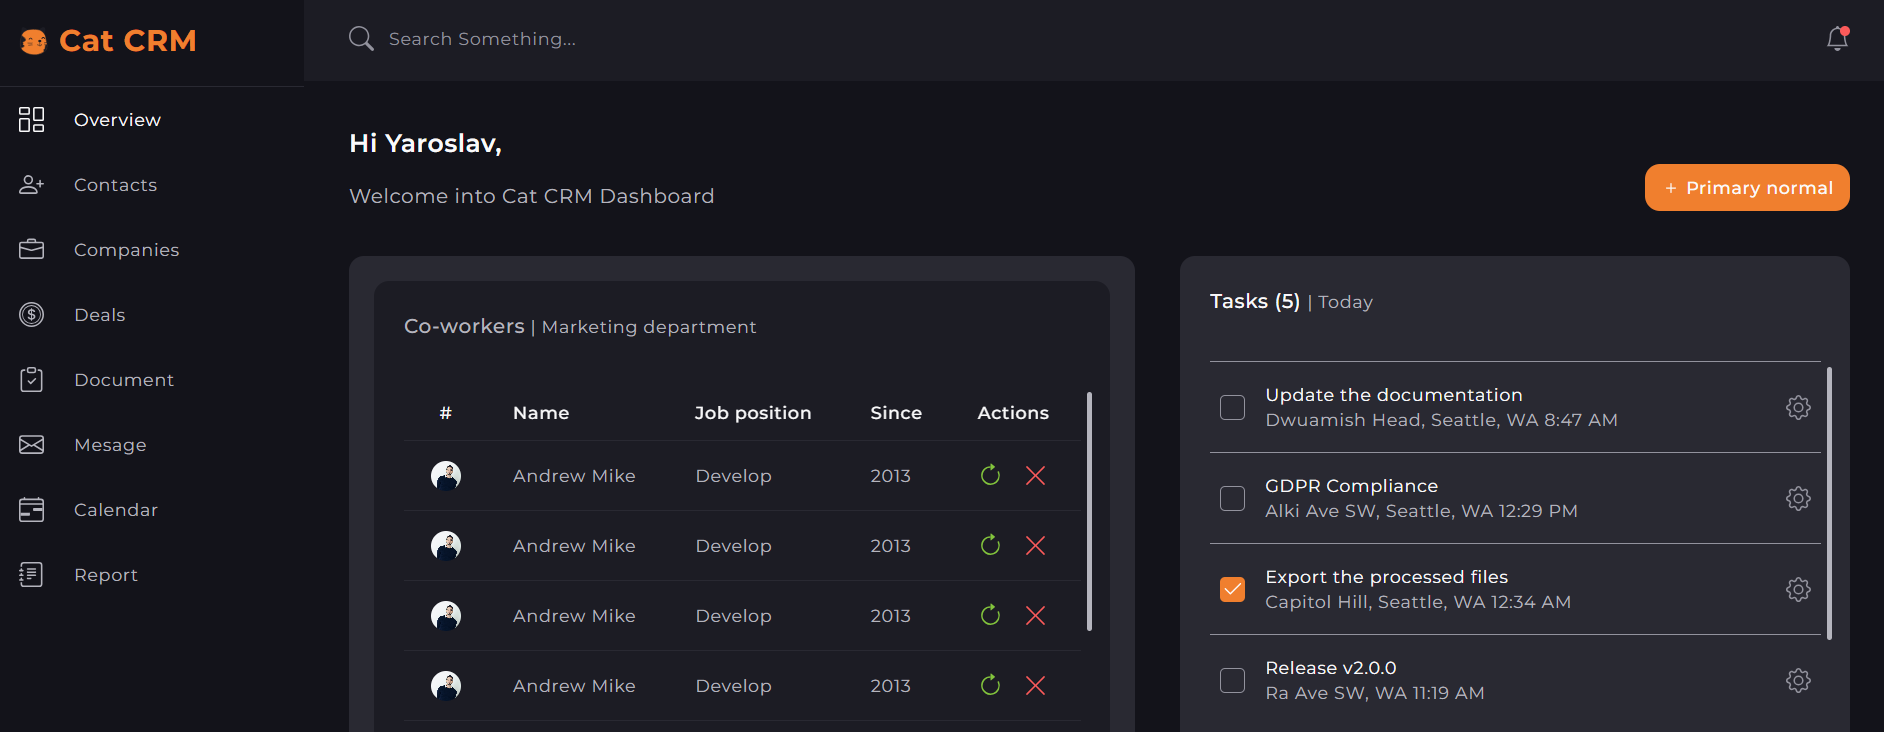 Cat CRM
Search Something...
Overview
Contacts
Companies
Deals
Document
Mesage
Calendar
Report
Hi Yaroslav,
Welcome into Cat CRM Dashboard
+ Primary normal
Co-workers | Marketing department
# Name Job position Since Actions
Andrew Mike Develop 2013
Andrew Mike Develop 2013
Andrew Mike Develop 2013
Andrew Mike Develop 2013
Tasks (5) | Today
Update the documentation
Dwuamish Head, Seattle, WA 8:47 AM
GDPR Compliance
Alki Ave SW, Seattle, WA 12:29 PM
Export the processed files
Capitol Hill, Seattle, WA 12:34 AM
Release v2.0.0
Ra Ave SW, WA 11:19 AM